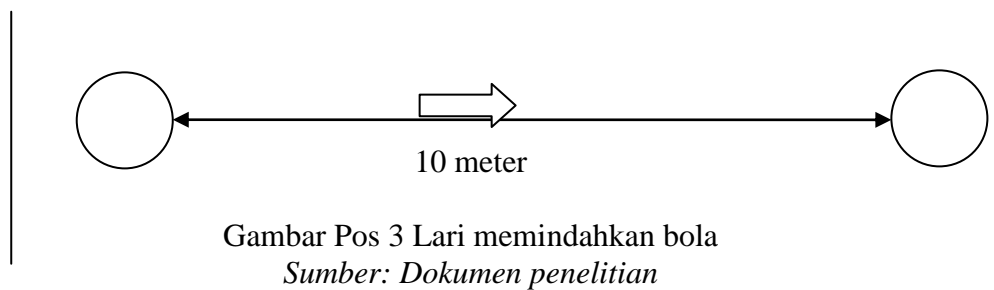 10 meter
Gambar Pos 3 Lari memindahkan bola
Sumber: Dokumen penelitian